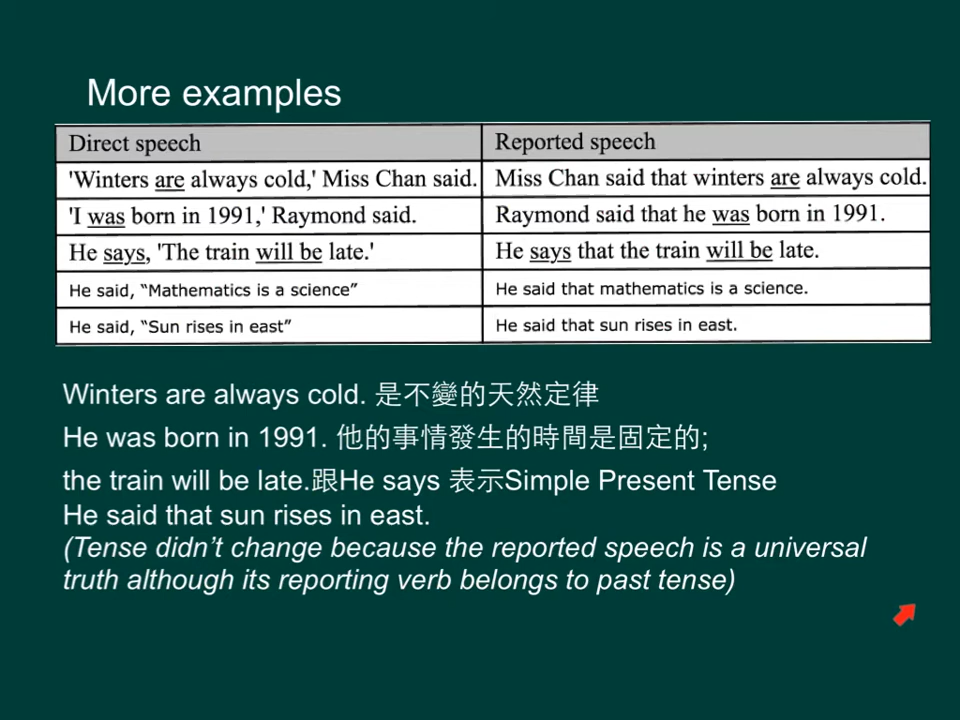 More examples
Direct speech Reported speech
'Winters are always cold,' Miss Chan said. Miss Chan said that winters are always cold.
'I was born in 1991,' Raymond said. Raymond said that he was born in 1991.
He says, 'The train will be late.' He says that the train will be late.
He said, “Mathematics is a science” He said that mathematics is a science.
He said, “Sun rises in east” He said that sun rises in east.
Winters are always cold. 是不變的天然定律
He was born in 1991. 他的事情發生的時間是固定的;
the train will be late.跟He says 表示Simple Present Tense
He said that sun rises in east.
(Tense didn’t change because the reported speech is a universal
truth although its reporting verb belongs to past tense)